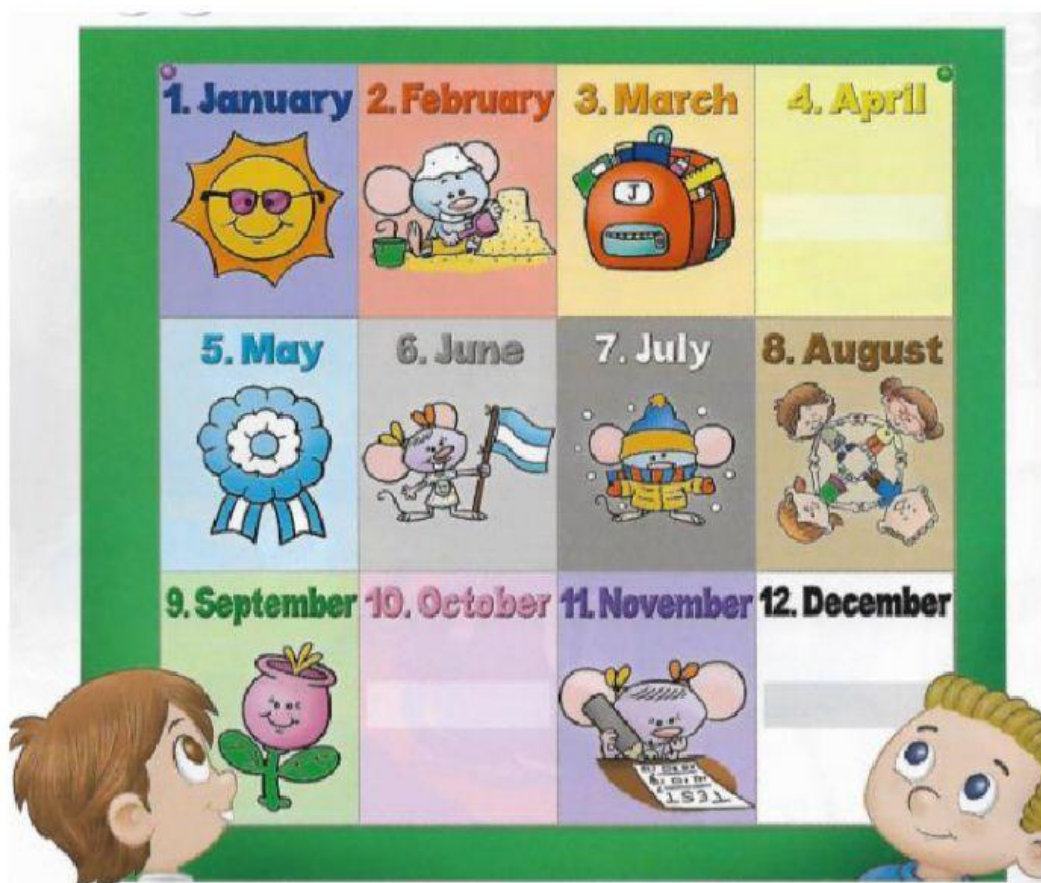 1. January 2. February 3. March 4. April
J
5. May 6. June 7. July 8. August
9. September 10. October 11. November 12. December
TEST